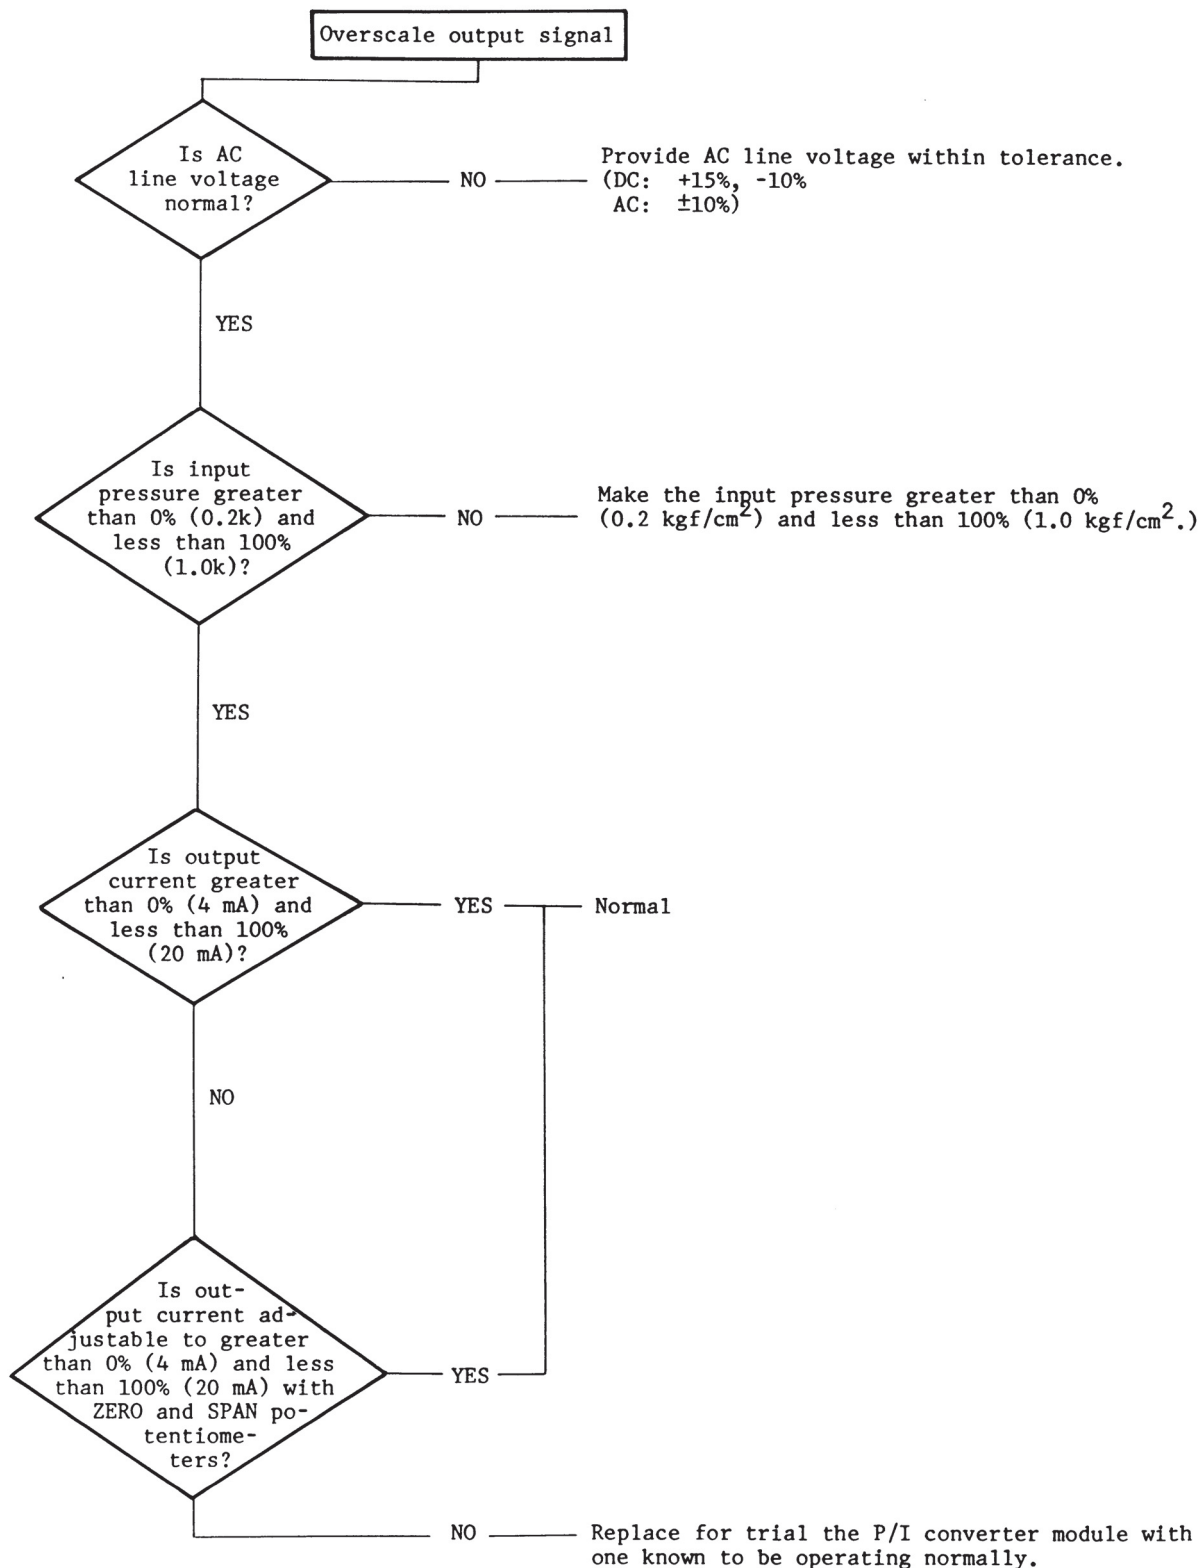 Overscale output signal
Is AC
line voltage
normal?
NO
Provide AC line voltage within tolerance.
(DC: +15%, -10%
AC: ±10%)
YES
Is input
pressure greater
than 0% (0.2k) and
less than 100%
(1.0k)?
NO
Make the input pressure greater than 0%
(0.2 kgf/cm²) and less than 100% (1.0 kgf/cm².)
YES
Is output
current greater
than 0% (4 mA) and
less than 100%
(20 mA)?
YES
Normal
NO
Is out-
put current ad-
justable to greater
than 0% (4 mA) and less
than 100% (20 mA) with
ZERO and SPAN po-
tentiome-
ters?
YES
NO
Replace for trial the P/I converter module with
one known to be operating normally.